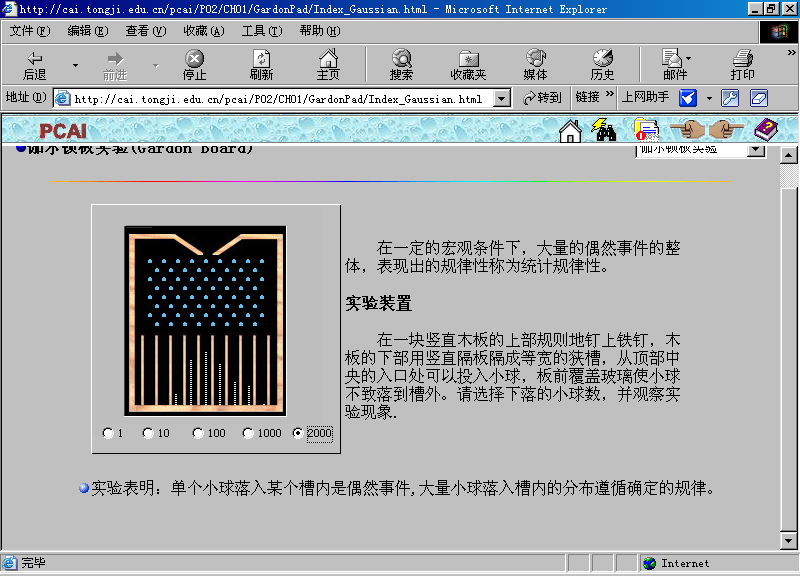 http://cai.tongji.edu.cn/pcai/PO2/CHO1/GardonPad/Index_Gaussian.html - Microsoft Internet Explorer
文件(F) 编辑(E) 查看(V) 收藏(A) 工具(T) 帮助(H)
后退 前进 停止 刷新 主页 搜索 收藏夹 媒体 历史 邮件 打印
地址(D) http://cai.tongji.edu.cn/pcai/PO2/CHO1/GardonPad/Index_Gaussian.html 转到 链接 上网助手
PCAI
伽尔顿板实验(Gardon Board) 伽尔顿板实验
在一定的宏观条件下，大量的偶然事件的整
体，表现出的规律性称为统计规律性。
实验装置
在一块竖直木板的上部规则地钉上铁钉，木
板的下部用竖直隔板隔成等宽的狭槽，从顶部中
央的入口处可以投入小球，板前覆盖玻璃使小球
不致落到槽外。请选择下落的小球数，并观察实
验现象.
1 10 100 1000 2000
实验表明：单个小球落入某个槽内是偶然事件,大量小球落入槽内的分布遵循确定的规律。
完毕 Internet